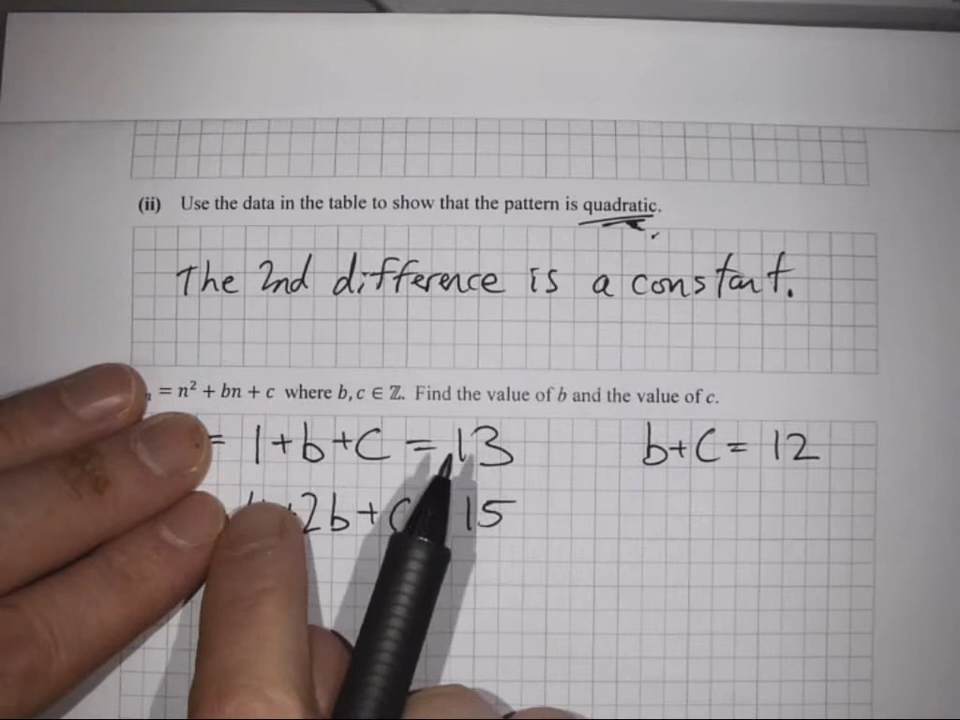 (ii) Use the data in the table to show that the pattern is quadratic.
The 2nd difference is a constant.
= n² + bn + c where b, c ∈ ℤ. Find the value of b and the value of c.
= 1+b+c = 13 b+c = 12
2b+c 15